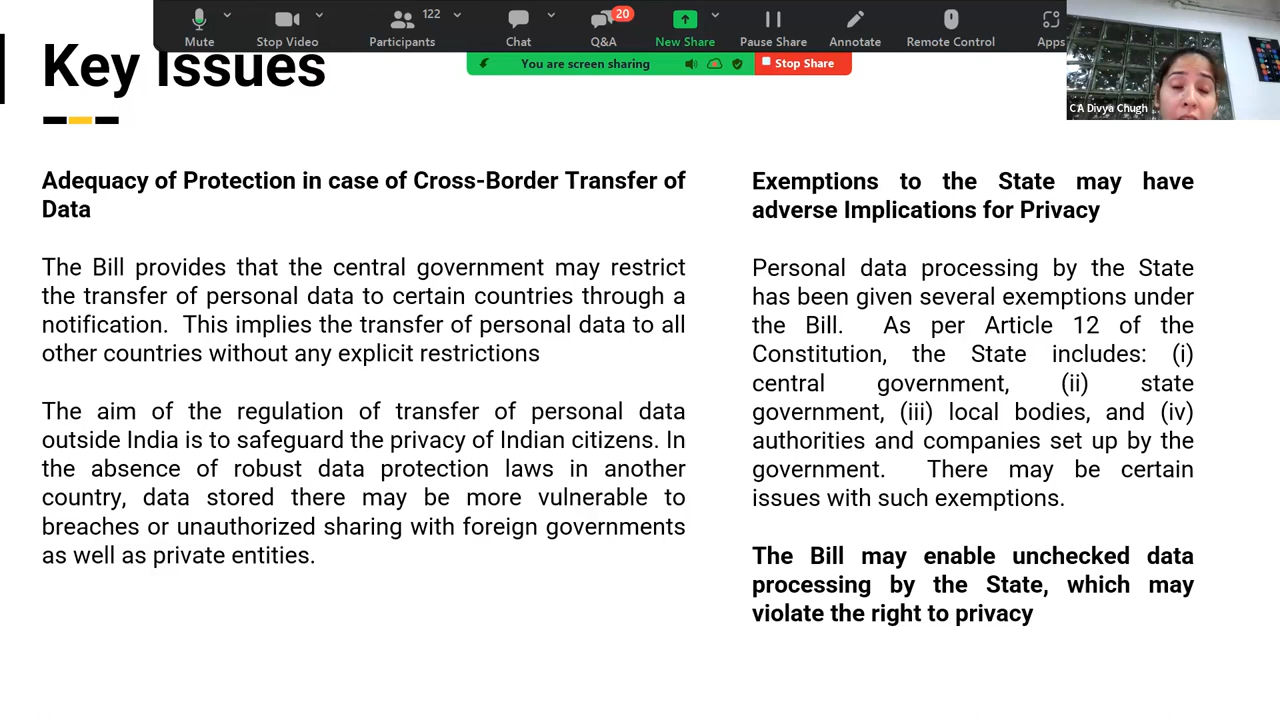 Mute
Stop Video
122
Participants
Chat
20
Q&A
New Share
Pause Share
Annotate
Remote Control
Apps
You are screen sharing
Stop Share
CA Divya Chugh
Key Issues
Adequacy of Protection in case of Cross-Border Transfer of
Data
The Bill provides that the central government may restrict
the transfer of personal data to certain countries through a
notification.  This implies the transfer of personal data to all
other countries without any explicit restrictions
The aim of the regulation of transfer of personal data
outside India is to safeguard the privacy of Indian citizens. In
the absence of robust data protection laws in another
country, data stored there may be more vulnerable to
breaches or unauthorized sharing with foreign governments
as well as private entities.
Exemptions to the State may have
adverse Implications for Privacy
Personal data processing by the State
has been given several exemptions under
the Bill.  As per Article 12 of the
Constitution, the State includes: (i)
central government, (ii) state
government, (iii) local bodies, and (iv)
authorities and companies set up by the
government.  There may be certain
issues with such exemptions.
The Bill may enable unchecked data
processing by the State, which may
violate the right to privacy